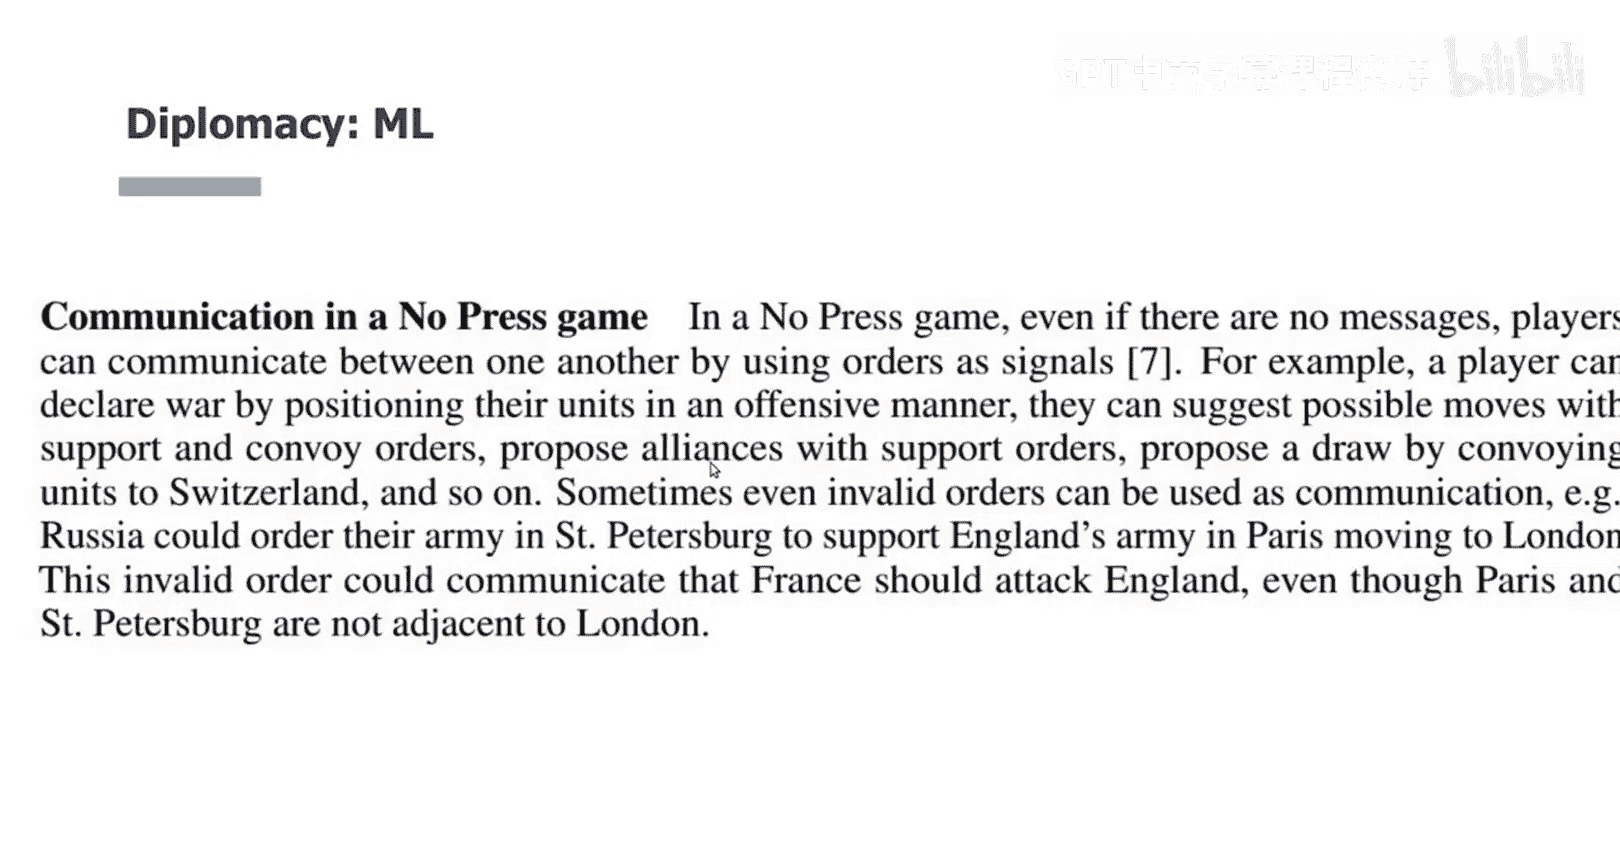 bilibili
Diplomacy: ML
Communication in a No Press game In a No Press game, even if there are no messages, players
can communicate between one another by using orders as signals [7]. For example, a player can
declare war by positioning their units in an offensive manner, they can suggest possible moves with
support and convoy orders, propose alliances with support orders, propose a draw by convoying
units to Switzerland, and so on. Sometimes even invalid orders can be used as communication, e.g.
Russia could order their army in St. Petersburg to support England's army in Paris moving to London
This invalid order could communicate that France should attack England, even though Paris and
St. Petersburg are not adjacent to London.